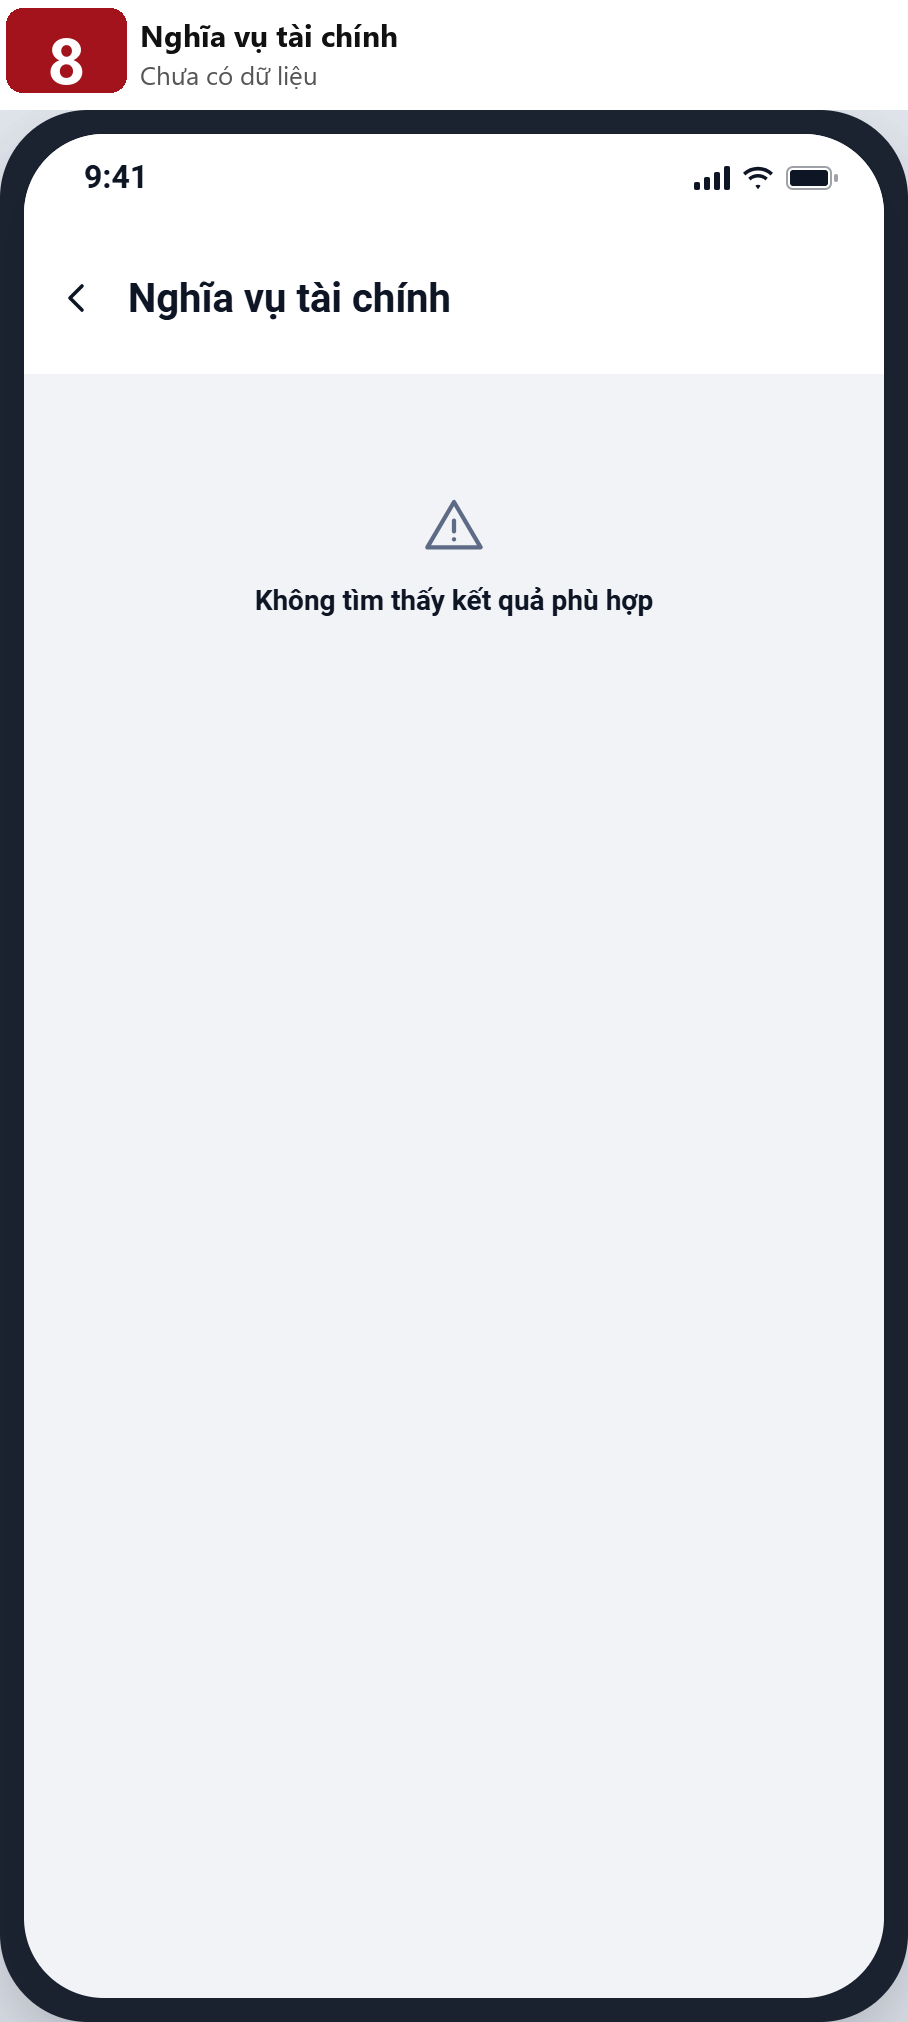 8
Nghĩa vụ tài chính
Chưa có dữ liệu
9:41
Nghĩa vụ tài chính
Không tìm thấy kết quả phù hợp